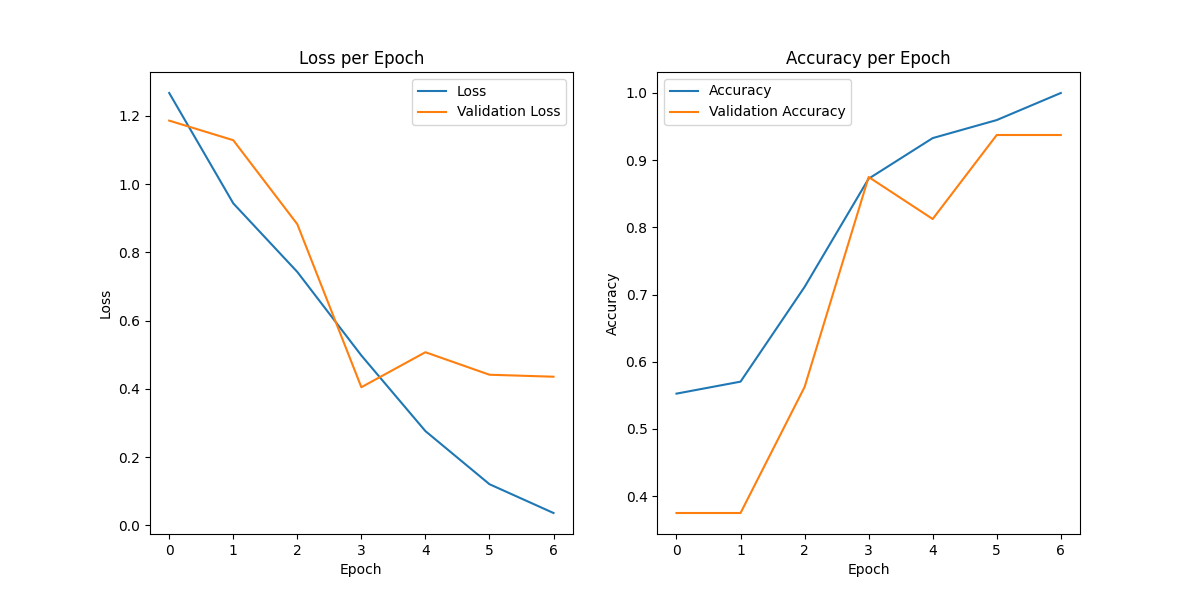 Loss per Epoch
Loss
Validation Loss
1.2
1.0
0.8
0.6
0.4
0.2
0.0
Loss
0 1 2 3 4 5 6
Epoch
Accuracy per Epoch
Accuracy
Validation Accuracy
1.0
0.9
0.8
0.7
0.6
0.5
0.4
Accuracy
0 1 2 3 4 5 6
Epoch